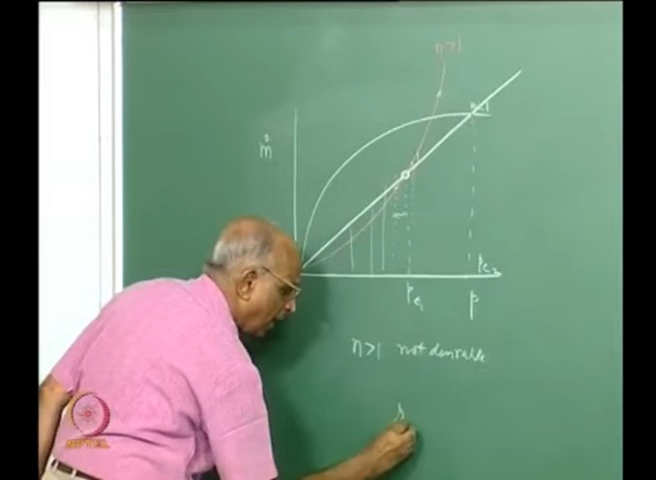 n>1
n<1
ṁ
Pc₂
Pc₁
P
n>1 not desirable
NPTEL